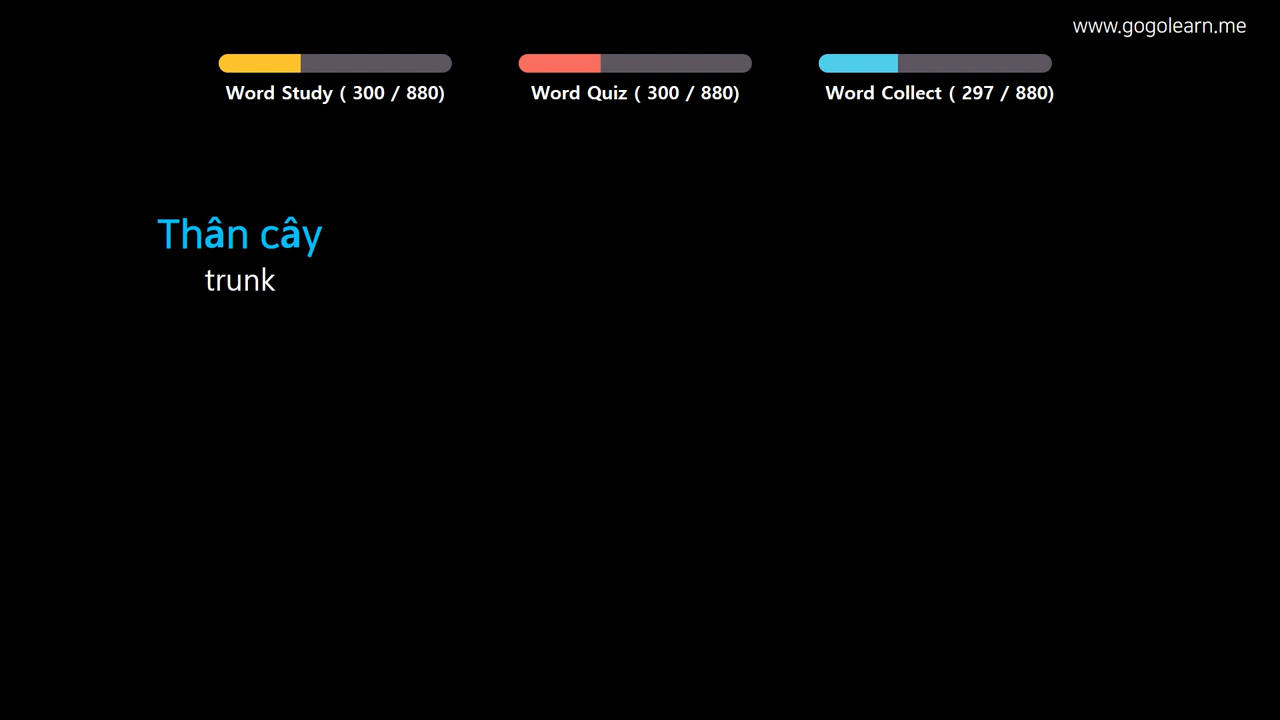 www.gogolearn.me
Word Study ( 300 / 880)
Word Quiz ( 300 / 880)
Word Collect ( 297 / 880)
Thân cây
trunk